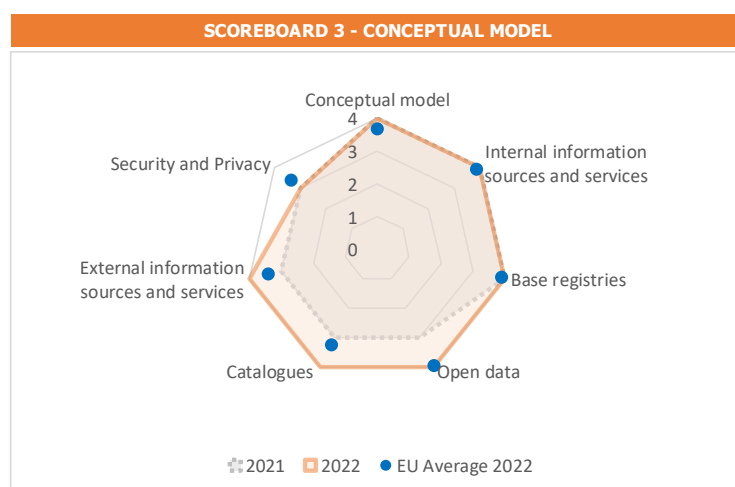 SCOREBOARD 3 - CONCEPTUAL MODEL
Conceptual model
4
3
2
1
0
Internal information
sources and services
Base registries
Open data
Catalogues
External information
sources and services
Security and Privacy
2021
2022
EU Average 2022